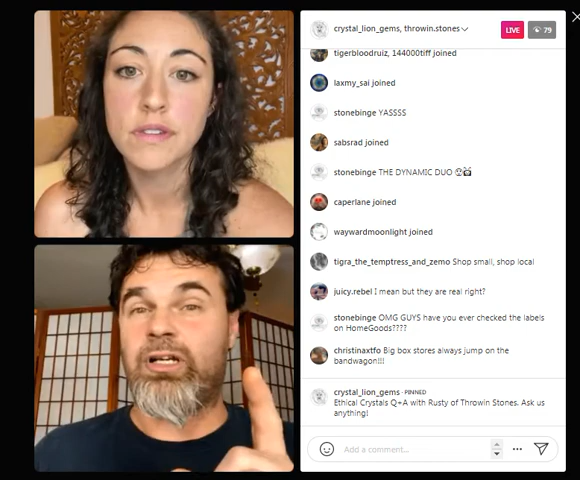 crystal_lion_gems, throwin.stones
LIVE
79
tigerbloodruiz, 144000tiff joined
laxmy_sai joined
stonebinge YASSSS
sabsrad joined
stonebinge THE DYNAMIC DUO
caperlane joined
waywardmoonlight joined
tigra_the_temptress_and_zemo Shop small, shop local
juicy.rebel I mean but they are real right?
stonebinge OMG GUYS have you ever checked the labels
on HomeGoods????
christinaxtfo Big box stores always jump on the
bandwagon!!!
crystal_lion_gems · PINNED
Ethical Crystals Q+A with Rusty of Throwin Stones. Ask us
anything!
Add a comment...